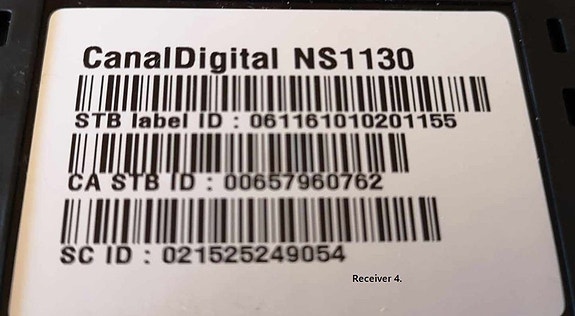 CanalDigital NS1130
STB label ID : 061161010201155
CA STB ID : 00657960762
SC ID : 021525249054
Receiver 4.